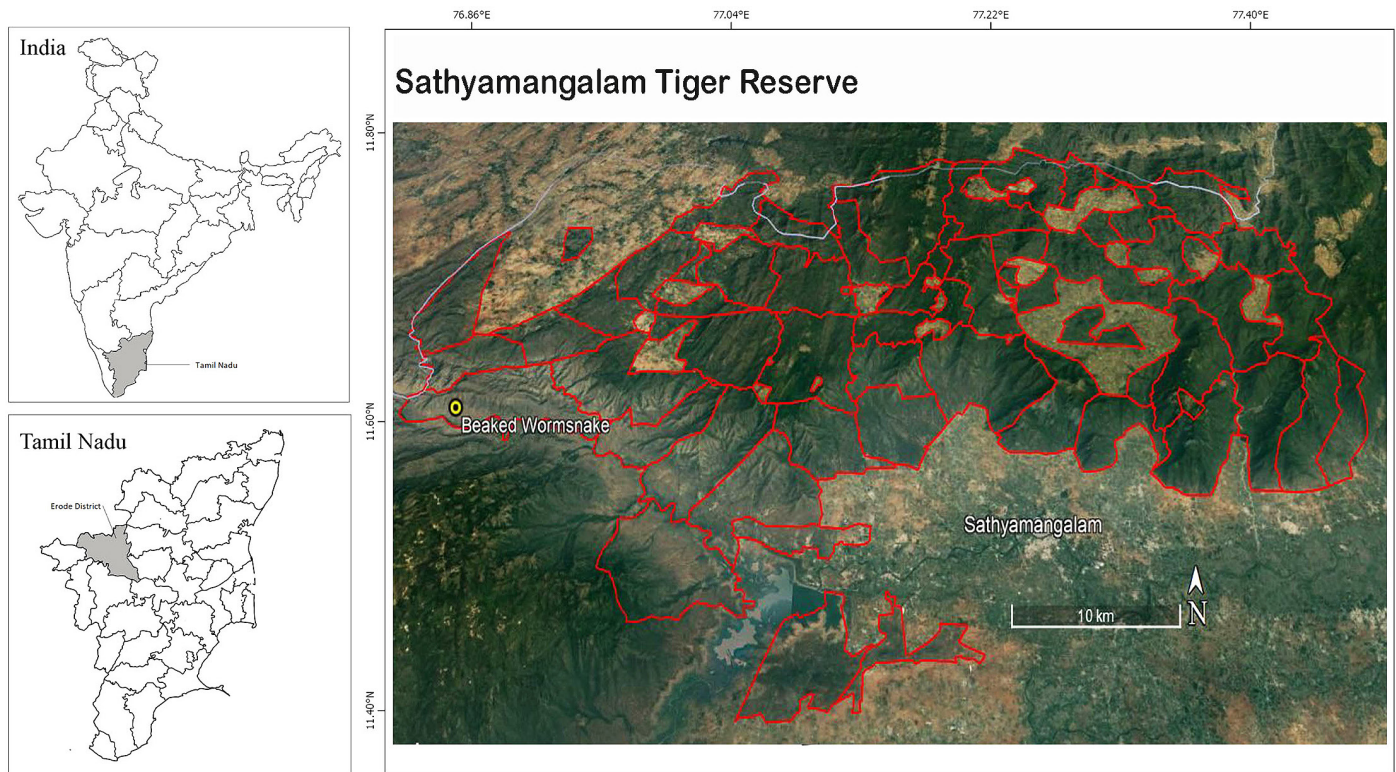 India
Tamil Nadu
Tamil Nadu
Erode District
76.86°E
77.04°E
77.22°E
77.40°E
11.80°N
11.60°N
11.40°N
Sathyamangalam Tiger Reserve
Beaked Wormsnake
Sathyamangalam
10 km
N